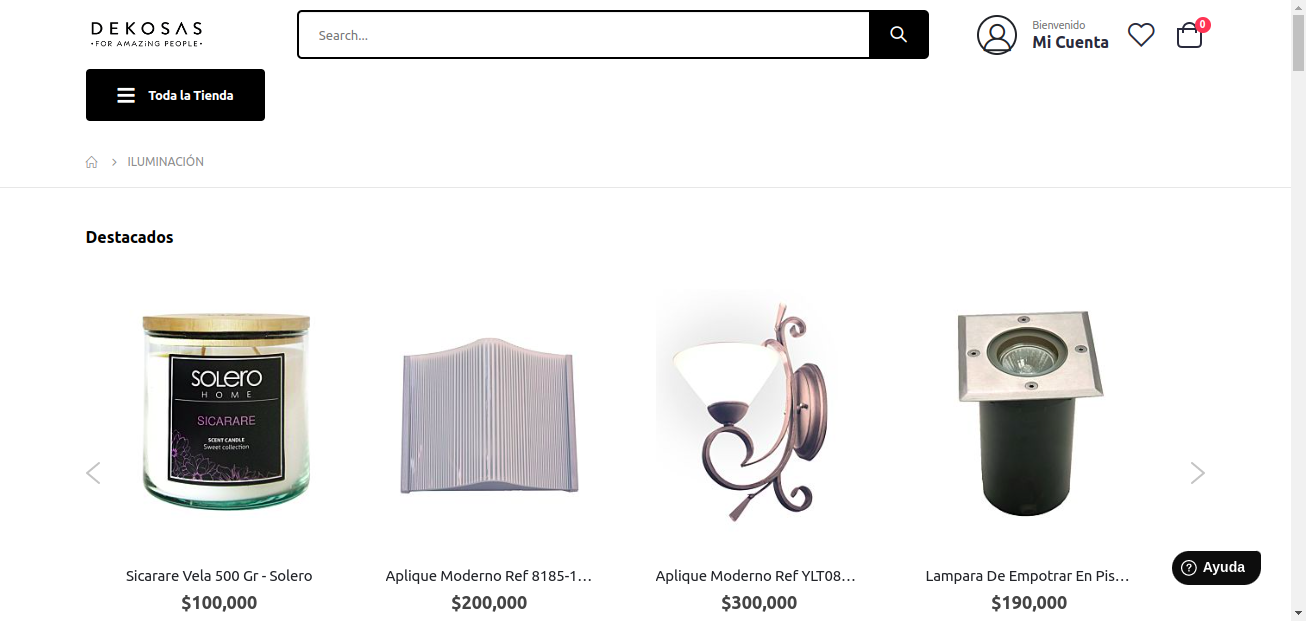 DEKOSAS
•FOR AMAZiNG PEOPLE•
Search...
Bienvenido
Mi Cuenta
0
Toda la Tienda
ILUMINACIÓN
Destacados
SOLERO
HOME
SICARARE
SCENT CANDLE
Sweet collection
Sicarare Vela 500 Gr - Solero
$100,000
Aplique Moderno Ref 8185-1...
$200,000
Aplique Moderno Ref YLT08...
$300,000
Lampara De Empotrar En Pis...
$190,000
Ayuda